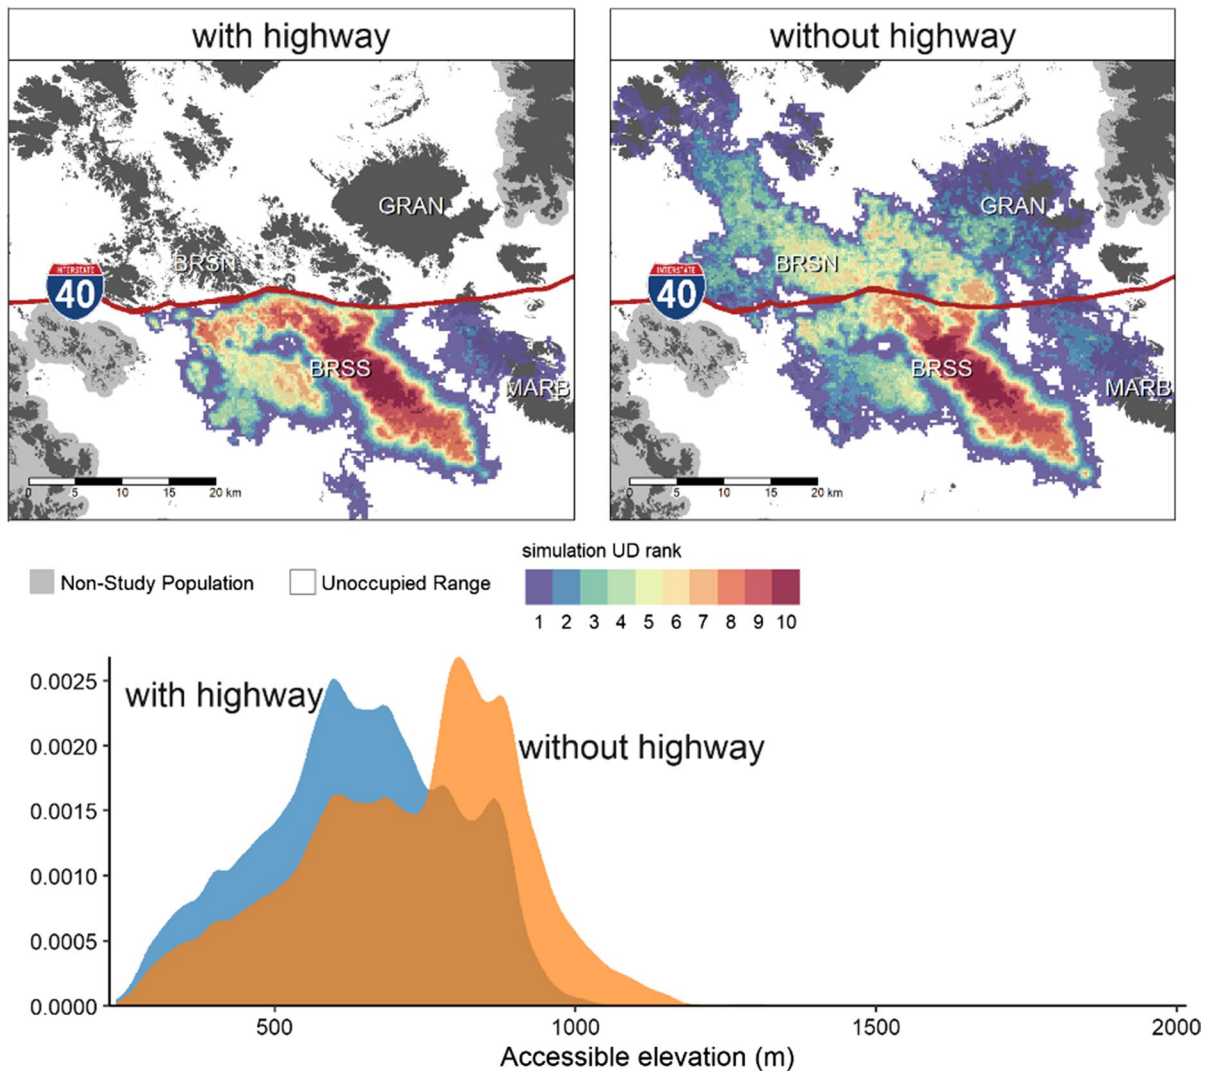 with highway
without highway
GRAN
BRSN
INTERSTATE
40
BRSS
MARB
0 5 10 15 20 km
GRAN
BRSN
INTERSTATE
40
BRSS
MARB
0 5 10 15 20 km
simulation UD rank
Non-Study Population
Unoccupied Range
1 2 3 4 5 6 7 8 9 10
with highway
without highway
0.0025
0.0020
0.0015
0.0010
0.0005
0.0000
500 1000 1500 2000
Accessible elevation (m)